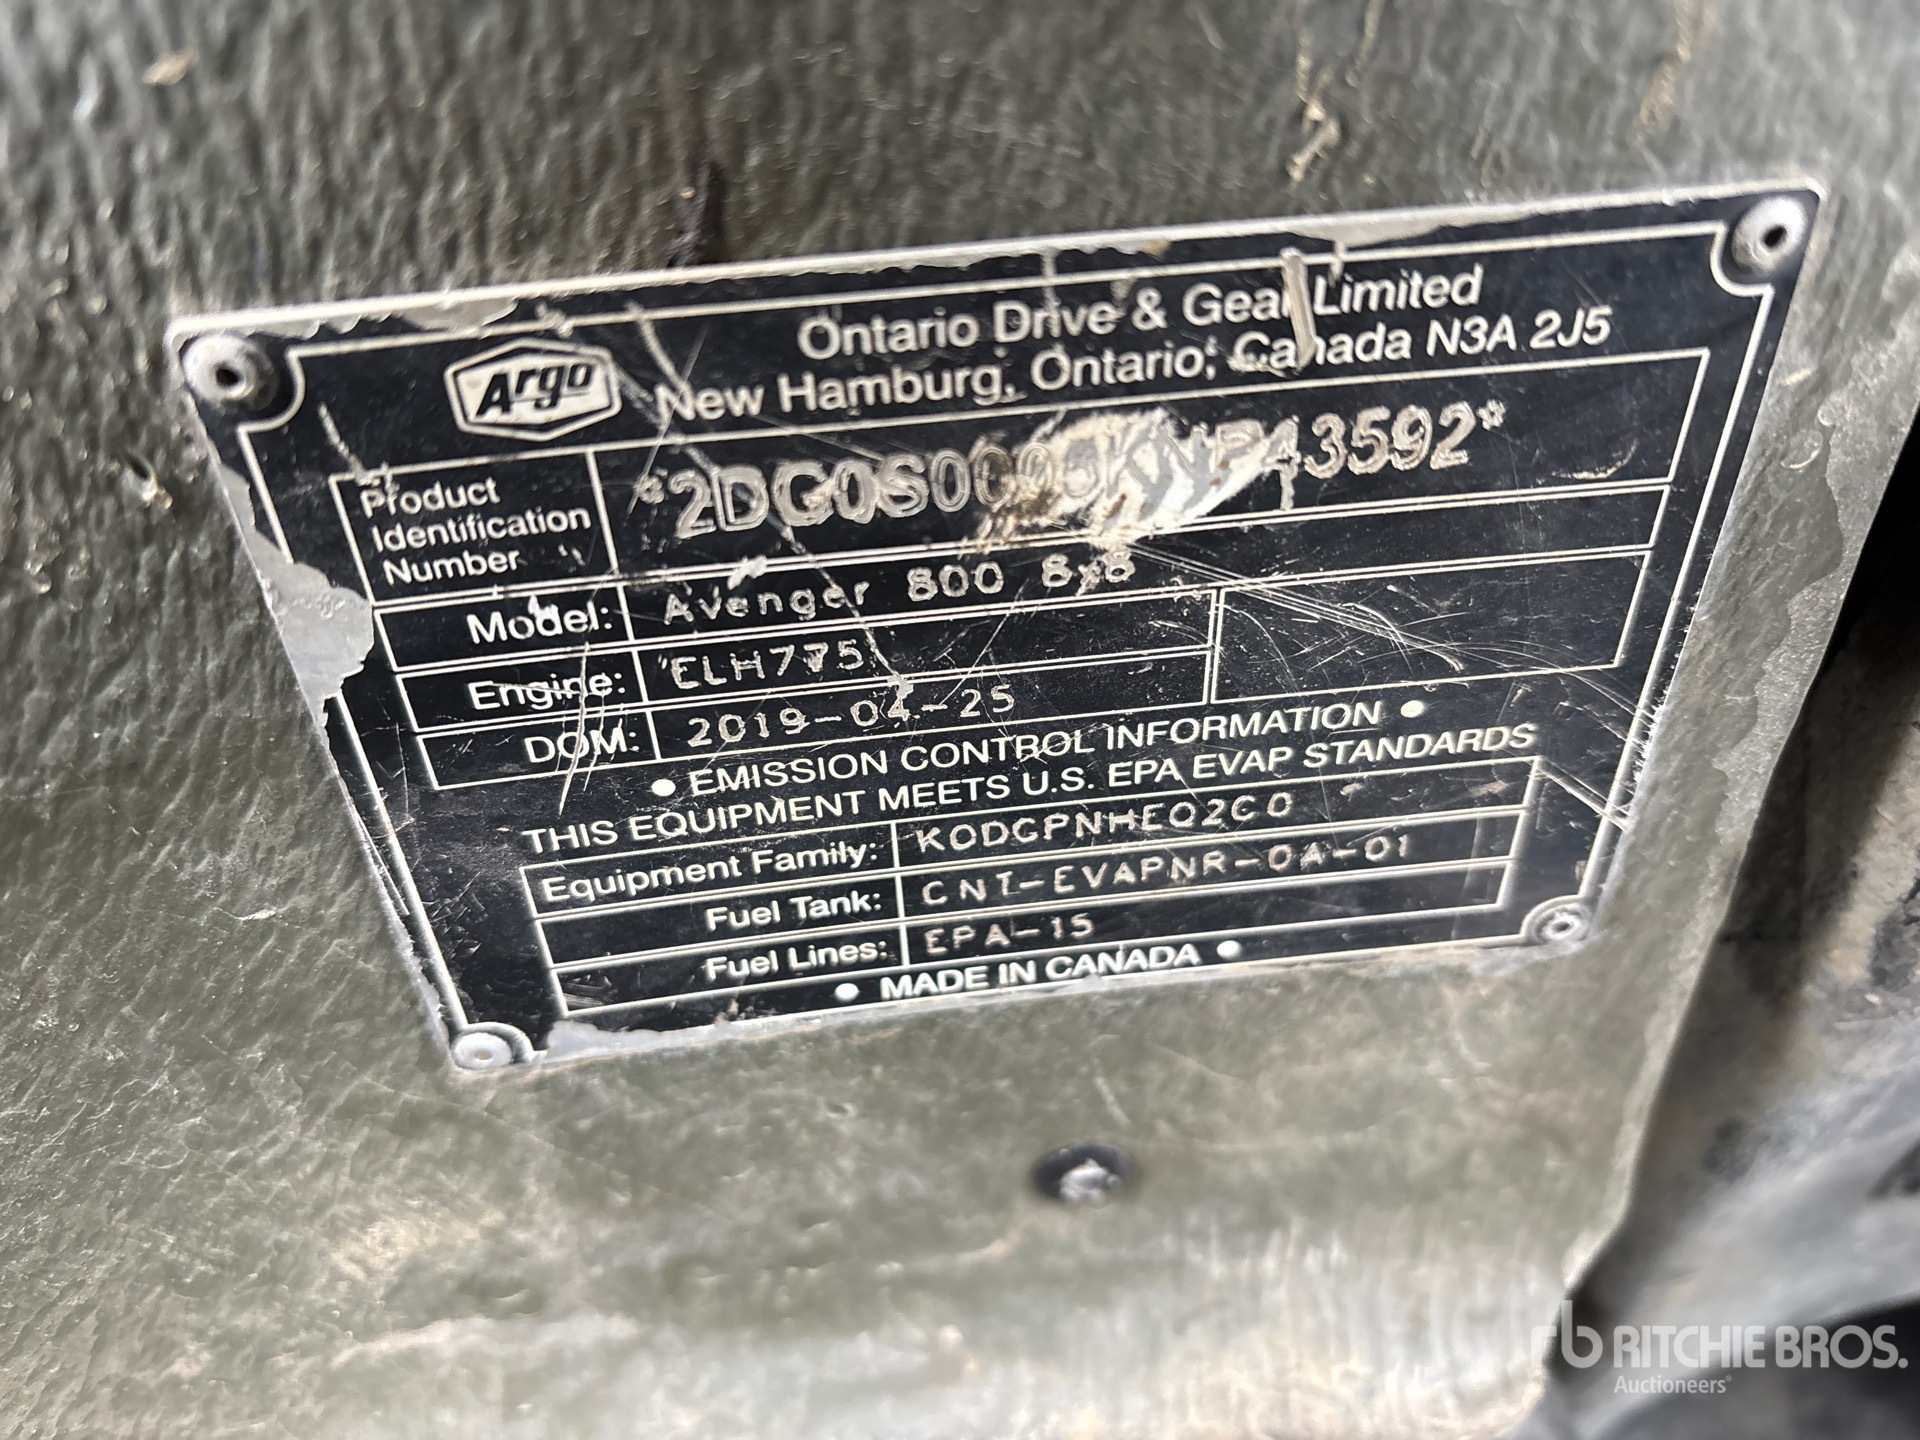 Argo
Ontario Drive & Gear Limited
New Hamburg, Ontario, Canada N3A 2J5
Product
Identification
Number
Model: Avenger 800 8x8
Engine: ELH775
DOM: 2019-04-25
• EMISSION CONTROL INFORMATION •
THIS EQUIPMENT MEETS U.S. EPA EVAP STANDARDS
Equipment Family: KODGPNHEQ2C0
Fuel Tank: CNT-EVAPNR-0A-01
Fuel Lines: EPA-15
• MADE IN CANADA •
rb RITCHIE BROS.
Auctioneers